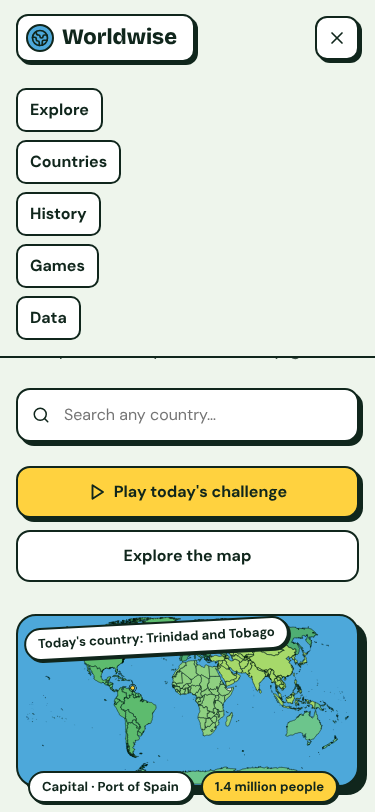 Worldwise
Explore
Countries
History
Games
Data
Search any country...
Play today's challenge
Explore the map
Today's country: Trinidad and Tobago
Capital · Port of Spain
1.4 million people